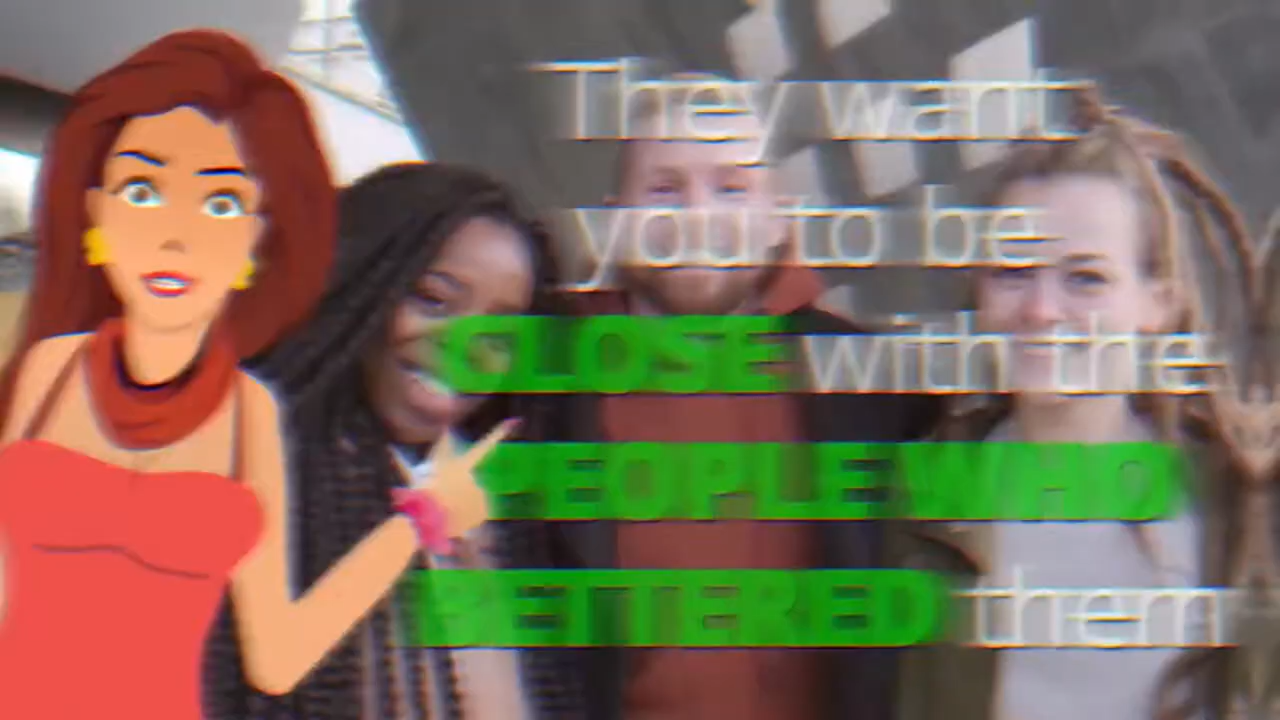 They want
you to be
CLOSE with the
PEOPLE WHO
BETTERED them